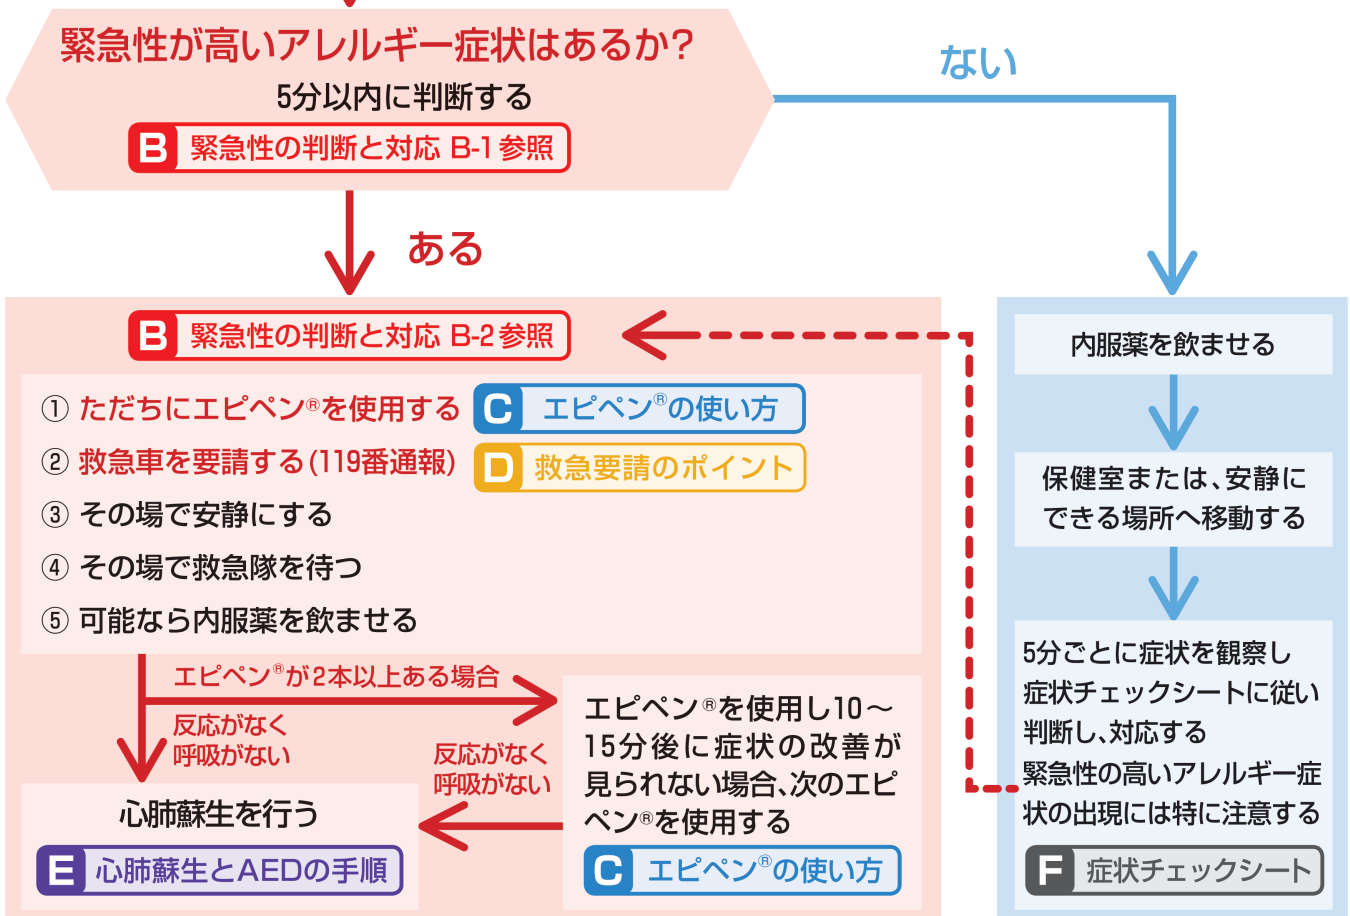 緊急性が高いアレルギー症状はあるか?
5分以内に判断する
B 緊急性の判断と対応 B-1参照
ない
ある
B 緊急性の判断と対応 B-2参照
① ただちにエピペン®を使用する
C エピペン®の使い方
② 救急車を要請する(119番通報)
D 救急要請のポイント
③ その場で安静にする
④ その場で救急隊を待つ
⑤ 可能なら内服薬を飲ませる
エピペン®が2本以上ある場合
反応がなく
呼吸がない
エピペン®を使用し10〜
15分後に症状の改善が
見られない場合、次のエピ
ペン®を使用する
C エピペン®の使い方
反応がなく
呼吸がない
心肺蘇生を行う
E 心肺蘇生とAEDの手順
内服薬を飲ませる
保健室または、安静に
できる場所へ移動する
5分ごとに症状を観察し
症状チェックシートに従い
判断し、対応する
緊急性の高いアレルギー症
状の出現には特に注意する
F 症状チェックシート